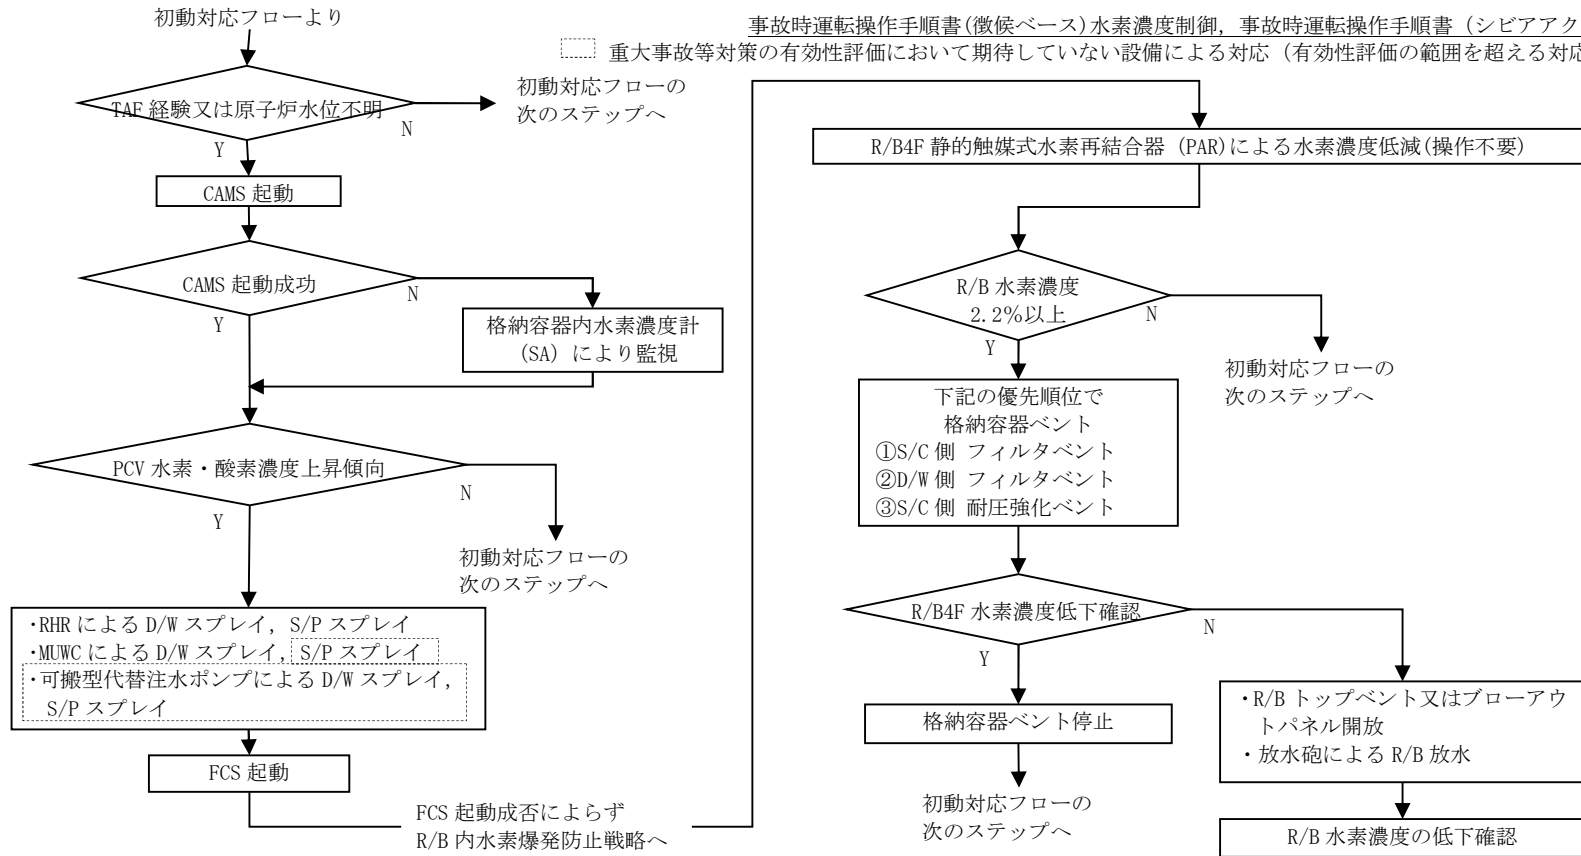 初動対応フローより
事故時運転操作手順書(徴候ベース)水素濃度制御，事故時運転操作手順書（シビアアク
重大事故等対策の有効性評価において期待していない設備による対応（有効性評価の範囲を超える対応
TAF 経験又は原子炉水位不明
N
Y
初動対応フローの
次のステップへ
CAMS 起動
CAMS 起動成功
N
Y
格納容器内水素濃度計
（SA）により監視
PCV 水素・酸素濃度上昇傾向
N
Y
初動対応フローの
次のステップへ
・RHR による D/W スプレイ，S/P スプレイ
・MUWC による D/W スプレイ，S/P スプレイ
・可搬型代替注水ポンプによる D/W スプレイ，
S/P スプレイ
FCS 起動
FCS 起動成否によらず
R/B 内水素爆発防止戦略へ
R/B4F 静的触媒式水素再結合器（PAR)による水素濃度低減(操作不要）
R/B 水素濃度
2.2%以上
N
Y
初動対応フローの
次のステップへ
下記の優先順位で
格納容器ベント
①S/C 側 フィルタベント
②D/W 側 フィルタベント
③S/C 側 耐圧強化ベント
R/B4F 水素濃度低下確認
N
Y
格納容器ベント停止
初動対応フローの
次のステップへ
・R/B トップベント又はブローアウ
トパネル開放
・放水砲による R/B 放水
R/B 水素濃度の低下確認